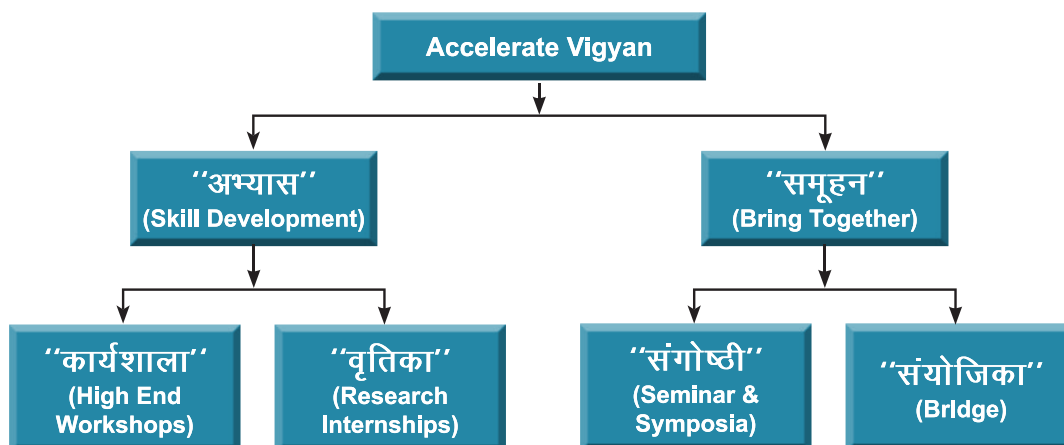 Accelerate Vigyan
‘‘अभ्यास’’
(Skill Development)
‘‘समूहन’’
(Bring Together)
‘‘कार्यशाला‘‘
(High End
Workshops)
‘‘वृतिका’’
(Research
Internships)
‘‘संगोष्ठी’’
(Seminar &
Symposia)
‘‘संयोजिका’’
(BrIdge)